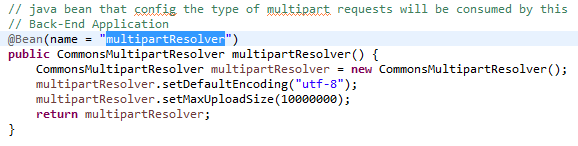 // java bean that config the type of multipart requests will be consumed by this
// Back-End Application
@Bean(name = "multipartResolver")
public CommonsMultipartResolver multipartResolver() {
    CommonsMultipartResolver multipartResolver = new CommonsMultipartResolver();
    multipartResolver.setDefaultEncoding("utf-8");
    multipartResolver.setMaxUploadSize(10000000);
    return multipartResolver;
}